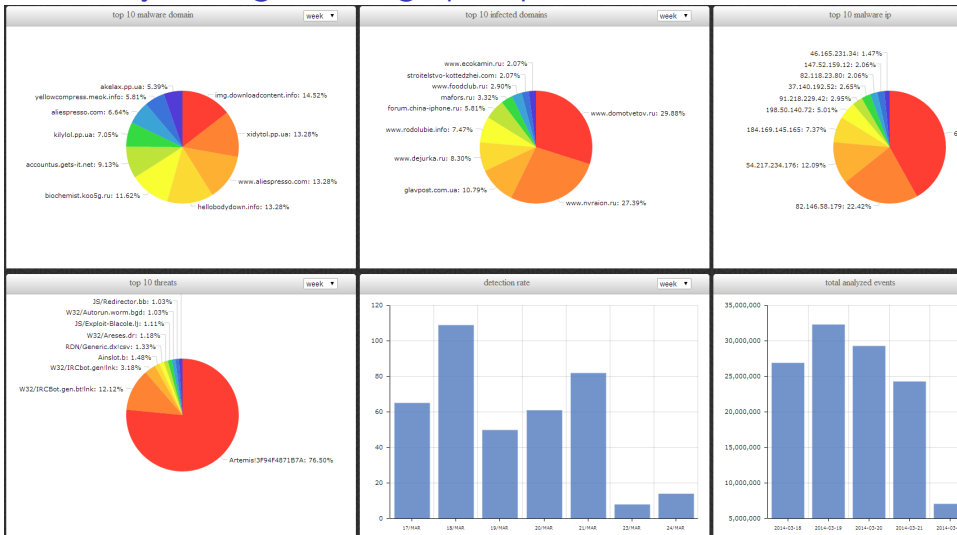 top 10 malware domain
week
akelax.pp.ua: 5.39%
yellowcompress.meok.info: 5.81%
aliespresso.com: 6.64%
kilylol.pp.ua: 7.05%
accountus.gets-it.net: 9.13%
biochemist.koo5g.ru: 11.62%
img.downloadcontent.info: 14.52%
xidytol.pp.ua: 13.28%
www.aliespresso.com: 13.28%
hellobodydown.info: 13.28%
top 10 infected domains
week
www.ecokamin.ru: 2.07%
stroitelstvo-kottedzhei.com: 2.07%
www.foodclub.ru: 2.90%
mafors.ru: 3.32%
forum.china-iphone.ru: 5.81%
www.rodolubie.info: 7.47%
www.dejurka.ru: 8.30%
glavpost.com.ua: 10.79%
www.domotvetov.ru: 29.88%
www.nvraion.ru: 27.39%
top 10 malware ip
46.165.231.34: 1.47%
147.52.159.12: 2.06%
82.118.23.80: 2.06%
37.140.192.52: 2.65%
91.218.229.42: 2.95%
198.50.140.72: 5.01%
184.169.145.165: 7.37%
54.217.234.176: 12.09%
82.146.58.179: 22.42%
6
top 10 threats
week
JS/Redirector.bb: 1.03%
W32/Autorun.worm.bgd: 1.03%
JS/Exploit-Blacole.lj: 1.11%
W32/Areses.dr: 1.18%
RDN/Generic.dx!csv: 1.33%
Ainslot.b: 1.48%
W32/IRCbot.gen!lnk: 3.18%
W32/IRCBot.gen.bt!lnk: 12.12%
Artemis!3F94F4871B7A: 76.50%
detection rate
week
120
100
80
60
40
20
0
17/MAR 18/MAR 19/MAR 20/MAR 21/MAR 23/MAR 24/MAR
total analyzed events
35,000,000
30,000,000
25,000,000
20,000,000
15,000,000
10,000,000
5,000,000
2014-03-18 2014-03-19 2014-03-20 2014-03-21